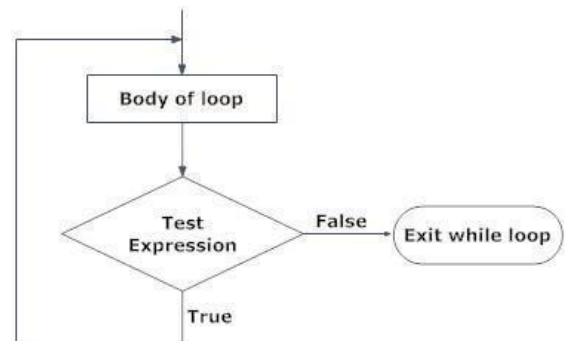 Body of loop
Test
Expression
False
Exit while loop
True